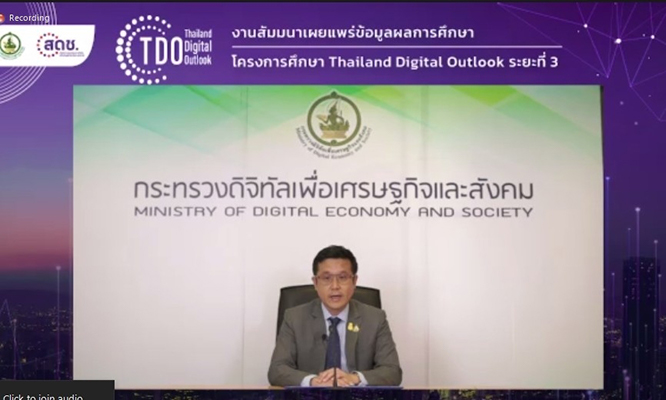 Recording
สดช.
TDO
Thailand
Digital
Outlook
งานสัมมนาเผยแพร่ข้อมูลผลการศึกษา
โครงการศึกษา Thailand Digital Outlook ระยะที่ 3
กระทรวงดิจิทัลเพื่อเศรษฐกิจและสังคม
MINISTRY OF DIGITAL ECONOMY AND SOCIETY
Click to join audio